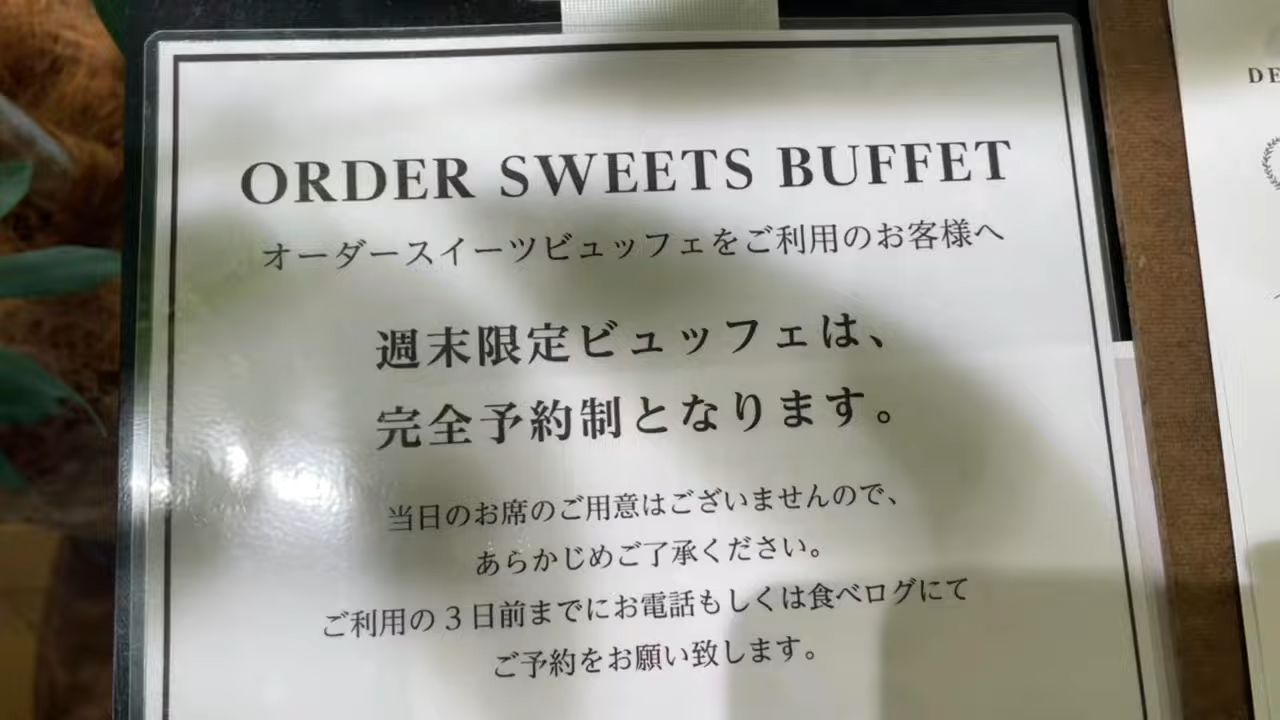 ORDER SWEETS BUFFET
オーダースイーツビュッフェをご利用のお客様へ
週末限定ビュッフェは、
完全予約制となります。
当日のお席のご用意はございませんので、
あらかじめご了承ください。
ご利用の3日前までにお電話もしくは食べログにて
ご予約をお願い致します。
DE